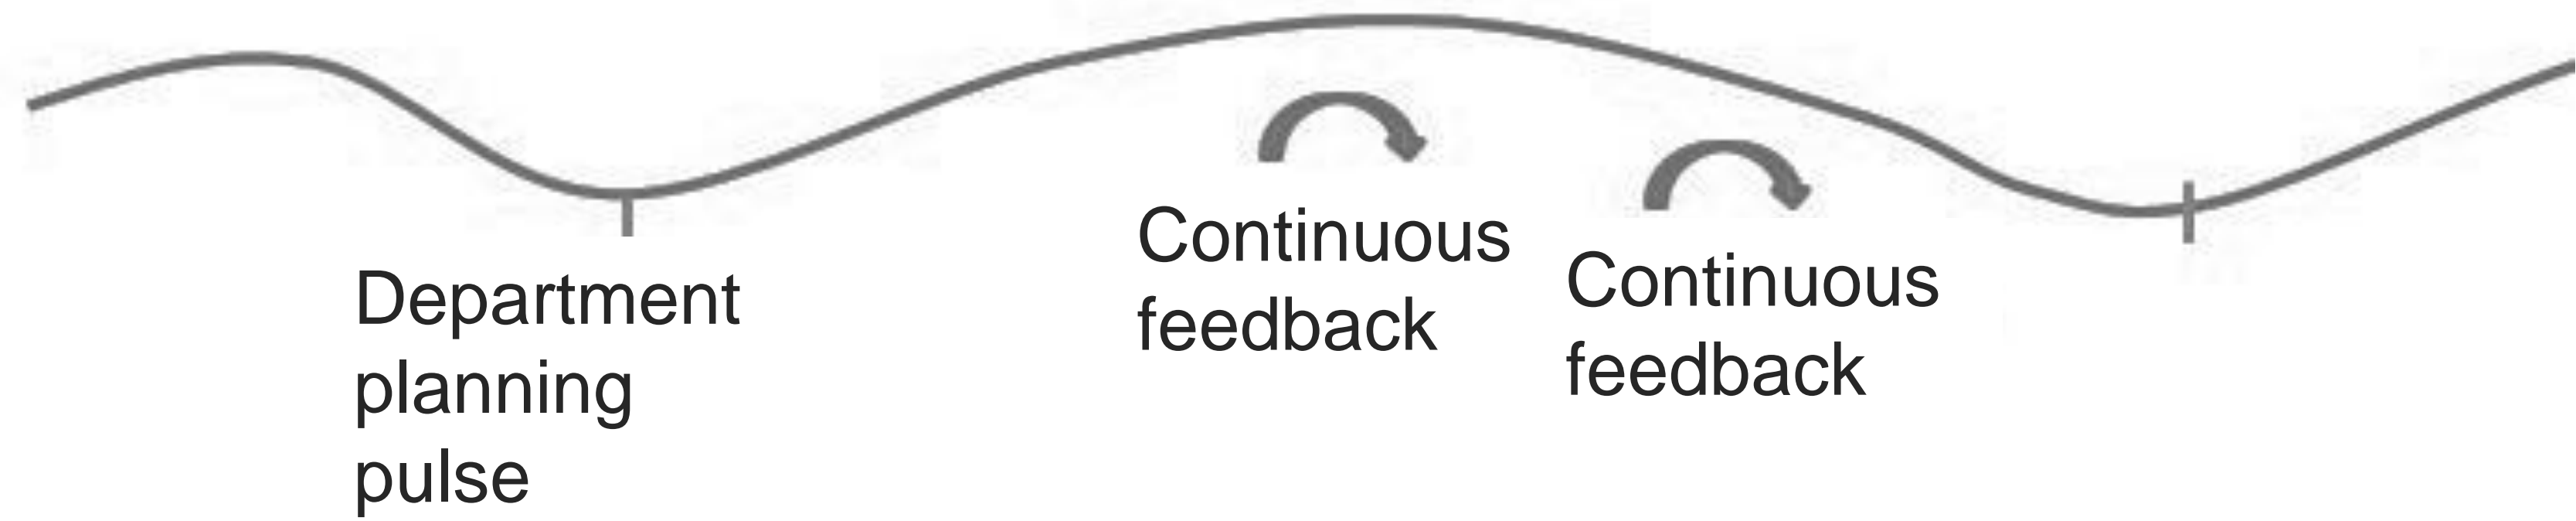 Department
planning
pulse
Continuous
feedback
Continuous
feedback